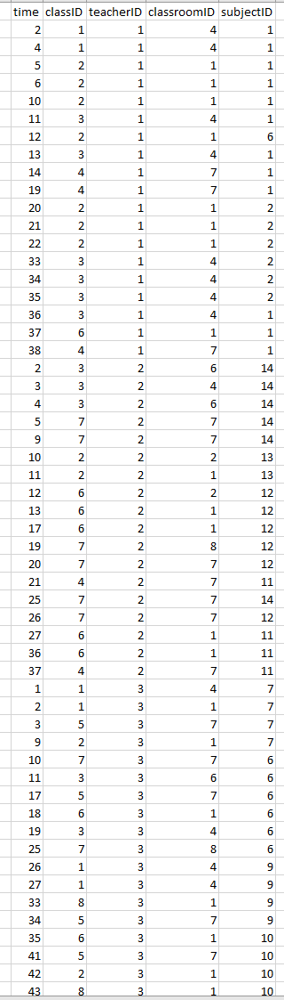 time classID teacherID classroomID subjectID
2 1 1 4 1
4 1 1 4 1
5 2 1 1 1
6 2 1 1 1
10 2 1 1 1
11 3 1 4 1
12 2 1 1 6
13 3 1 4 1
14 4 1 7 1
19 4 1 7 1
20 2 1 1 2
21 2 1 1 2
22 2 1 1 2
33 3 1 4 2
34 3 1 4 2
35 3 1 4 2
36 3 1 4 1
37 6 1 1 1
38 4 1 7 1
2 3 2 6 14
3 3 2 4 14
4 3 2 6 14
5 7 2 7 14
9 7 2 7 14
10 2 2 2 13
11 2 2 1 13
12 6 2 2 12
13 6 2 1 12
17 6 2 1 12
19 7 2 8 12
20 7 2 7 12
21 4 2 7 11
25 7 2 7 14
26 7 2 7 12
27 6 2 1 11
36 6 2 1 11
37 4 2 7 11
1 1 3 4 7
2 1 3 1 7
3 5 3 7 7
9 2 3 1 7
10 7 3 7 6
11 3 3 6 6
17 5 3 7 6
18 6 3 1 6
19 3 3 4 6
25 7 3 8 6
26 1 3 4 9
27 1 3 4 9
33 8 3 1 9
34 5 3 7 9
35 6 3 1 10
41 5 3 7 10
42 2 3 1 10
43 8 3 1 10